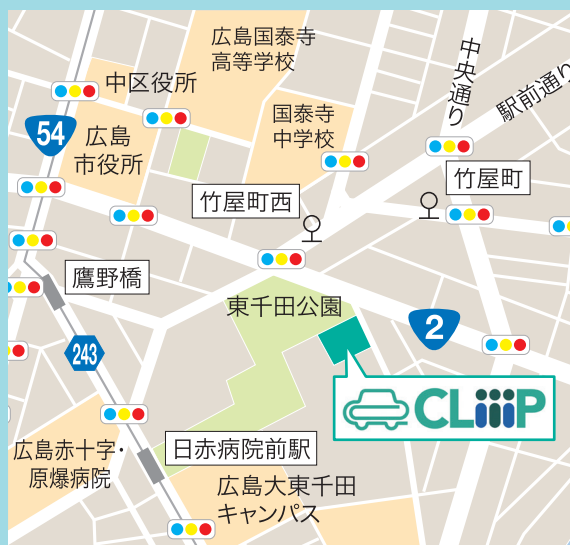 広島国泰寺
高等学校
中央通り
駅前通り
中区役所
国泰寺
中学校
54
広島
市役所
竹屋町西
竹屋町
鷹野橋
東千田公園
2
243
CLiiiP
広島赤十字・
原爆病院
日赤病院前駅
広島大東千田
キャンパス